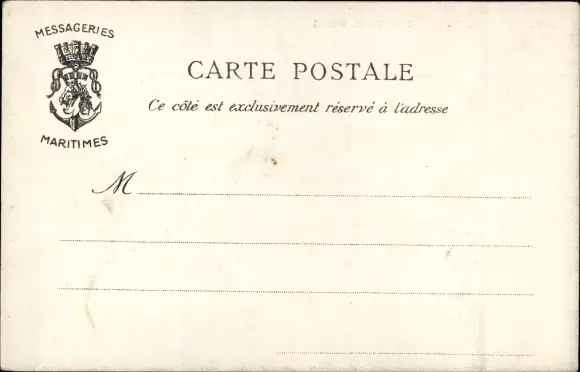 MESSAGERIES
MARITIMES
CARTE POSTALE
Ce côté est exclusivement réservé à l'adresse
M